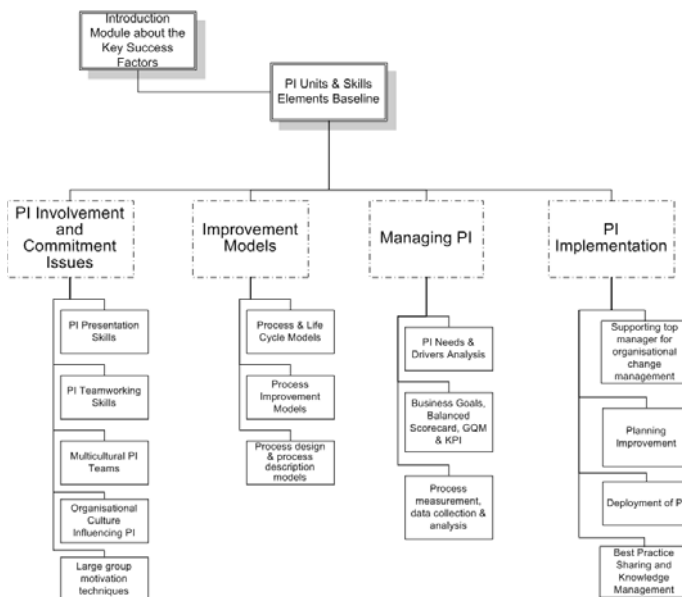 Introduction
Module about the
Key Success
Factors
PI Units & Skills
Elements Baseline
PI Involvement
and
Commitment
Issues
PI Presentation
Skills
PI Teamworking
Skills
Multicultural PI
Teams
Organisational
Culture
Influencing PI
Large group
motivation
techniques
Improvement
Models
Process & Life
Cycle Models
Process
Improvement
Models
Process design
& process
description
models
Managing PI
PI Needs &
Drivers Analysis
Business Goals,
Balanced
Scorecard, GQM
& KPI
Process
measurement,
data collection &
analysis
PI
Implementation
Supporting top
manager for
organisational
change
management
Planning
Improvement
Deployment of P
Best Practice
Sharing and
Knowledge
Management